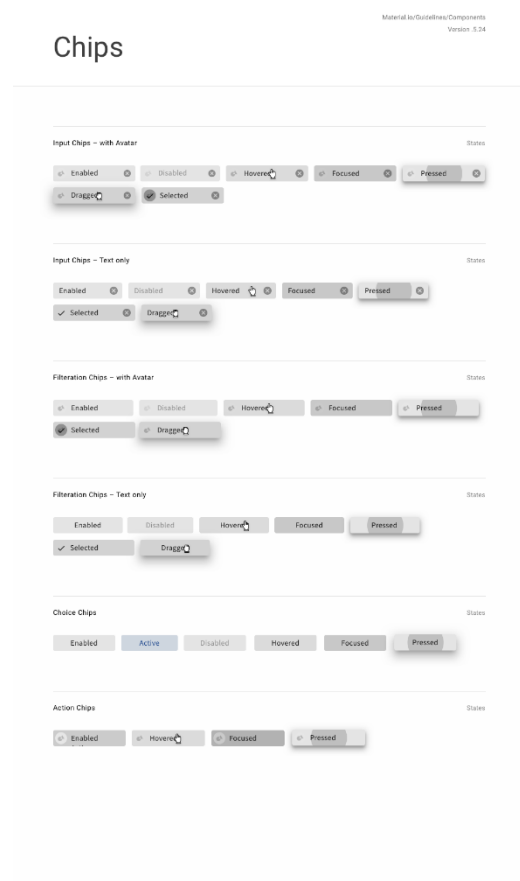 Material.io/Guidelines/Components
Version .5.24
Chips
Input Chips – with Avatar States
Enabled Disabled Hovered Focused Pressed
Dragged Selected
Input Chips – Text only States
Enabled Disabled Hovered Focused Pressed
Selected Dragged
Filteration Chips – with Avatar States
Enabled Disabled Hovered Focused Pressed
Selected Dragged
Filteration Chips – Text only States
Enabled Disabled Hovered Focused Pressed
Selected Dragged
Choice Chips States
Enabled Active Disabled Hovered Focused Pressed
Action Chips States
Enabled Hovered Focused Pressed